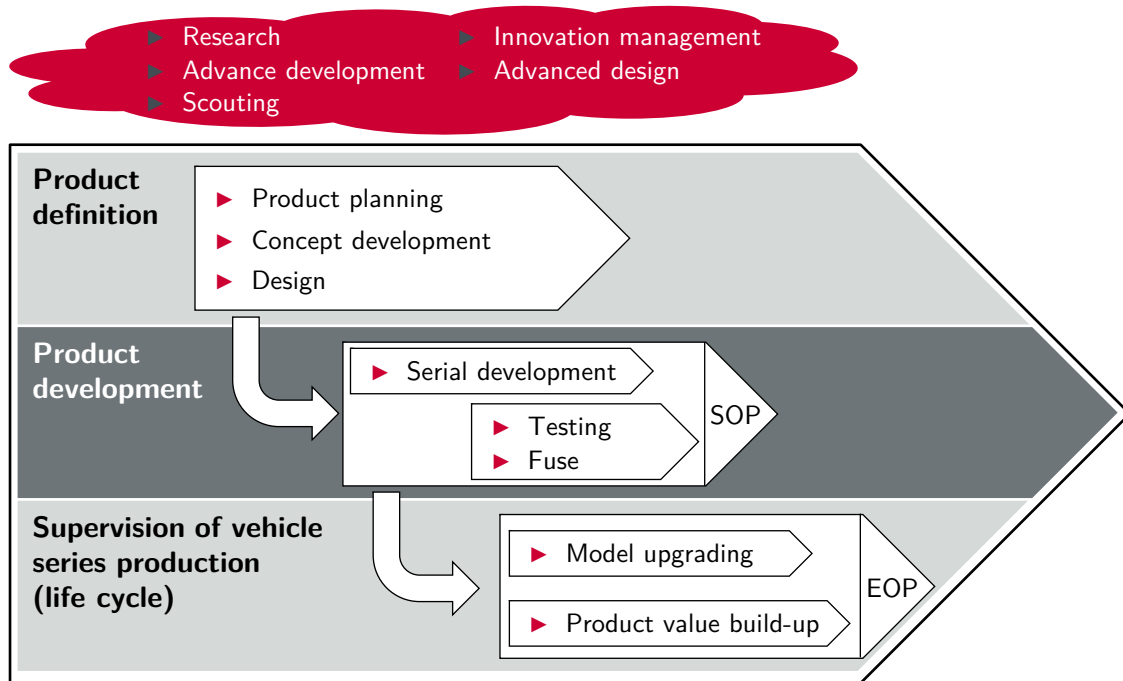 ► Research
► Advance development
► Scouting
► Innovation management
► Advanced design
Product
definition
► Product planning
► Concept development
► Design
Product
development
► Serial development
► Testing
► Fuse
SOP
Supervision of vehicle
series production
(life cycle)
► Model upgrading
► Product value build-up
EOP